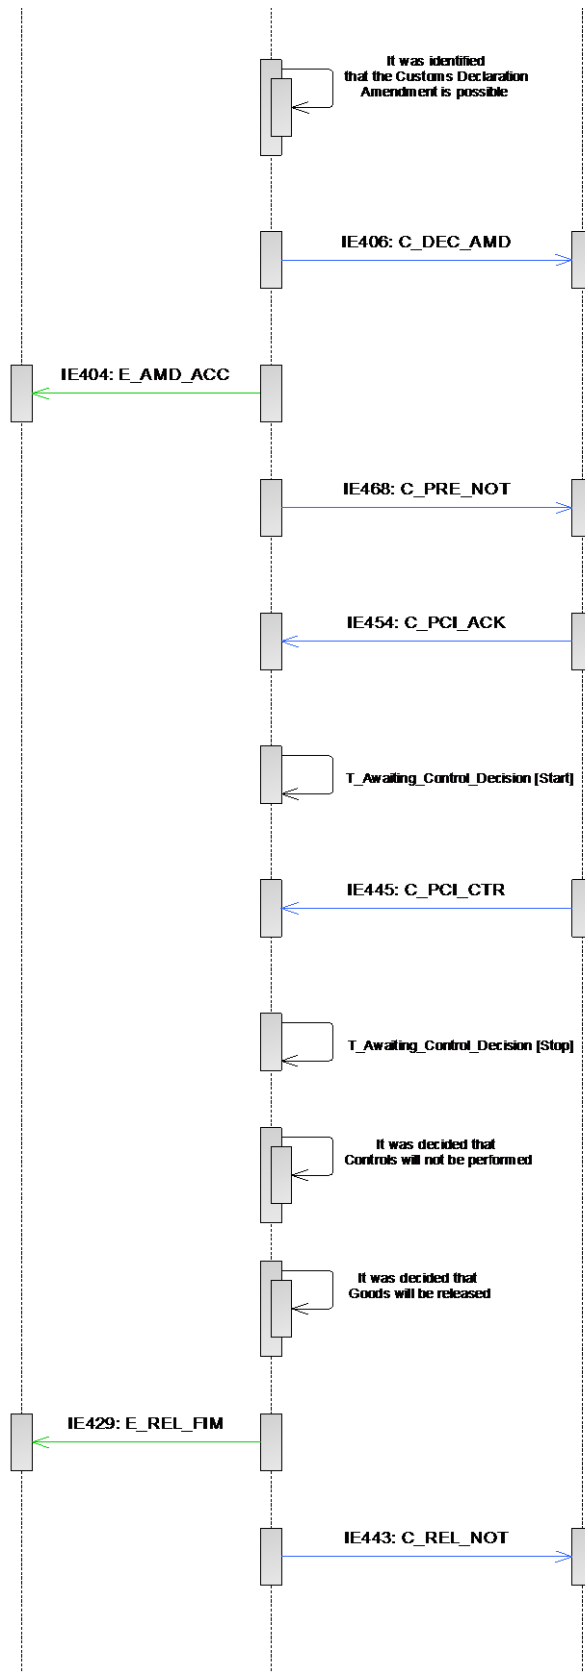 It was identified
that the Customs Declaration
Amendment is possible
IE406: C_DEC_AMD
IE404: E_AMD_ACC
IE468: C_PRE_NOT
IE454: C_PCI_ACK
T_Awaiting_Control_Decision [Start]
IE445: C_PCI_CTR
T_Awaiting_Control_Decision [Stop]
It was decided that
Controls will not be performed
It was decided that
Goods will be released
IE429: E_REL_FIM
IE443: C_REL_NOT